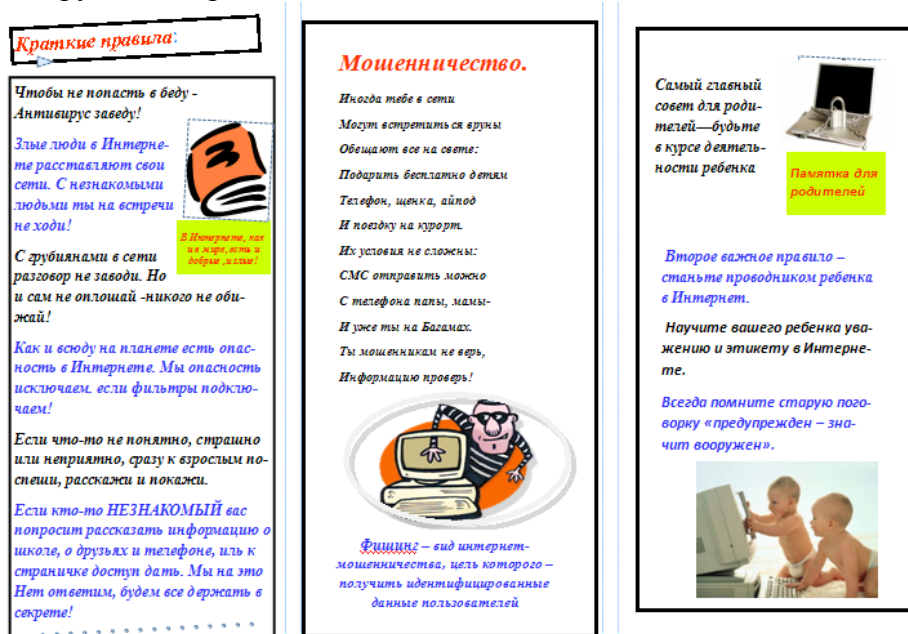 Краткие правила:
Чтобы не попасть в беду -
Антивирус заведу!
Злые люди в Интерне-
те расставляют свои
сети. С незнакомыми
людьми ты на встречи
не ходи!
В Интернете, как
и в мире, есть и
добрые ,и злые!
С грубиянами в сети
разговор не заводи. Но
и сам не оплошай -никого не оби-
жай!
Как и всюду на планете есть опас-
ность в Интернете. Мы опасность
исключаем. если фильтры подклю-
чаем!
Если что-то не понятно, страшно
или неприятно, сразу к взрослым по-
спеши, расскажи и покажи.
Если кто-то НЕЗНАКОМЫЙ вас
попросит рассказать информацию о
школе, о друзьях и телефоне, иль к
страничке доступ дать. Мы на это
Нет ответим, будем все держать в
секрете!
Мошенничество.
Иногда тебе в сети
Могут встретиться вруны
Обещают все на свете:
Подарить бесплатно детям
Телефон, щенка, айпод
И поездку на курорт.
Их условия не сложны:
СМС отправить можно
С телефона папы, мамы-
И уже ты на Багамах.
Ты мошенникам не верь,
Информацию проверь!
Фишинг – вид интернет-
мошенничества, цель которого –
получить идентифицированные
данные пользователей
Самый главный
совет для роди-
телей—будьте
в курсе деятель-
ности ребенка
Памятка для
родителей
Второе важное правило –
станьте проводником ребенка
в Интернет.
Научите вашего ребенка ува-
жению и этикету в Интерне-
те.
Всегда помните старую пого-
ворку «предупрежден – зна-
чит вооружен».